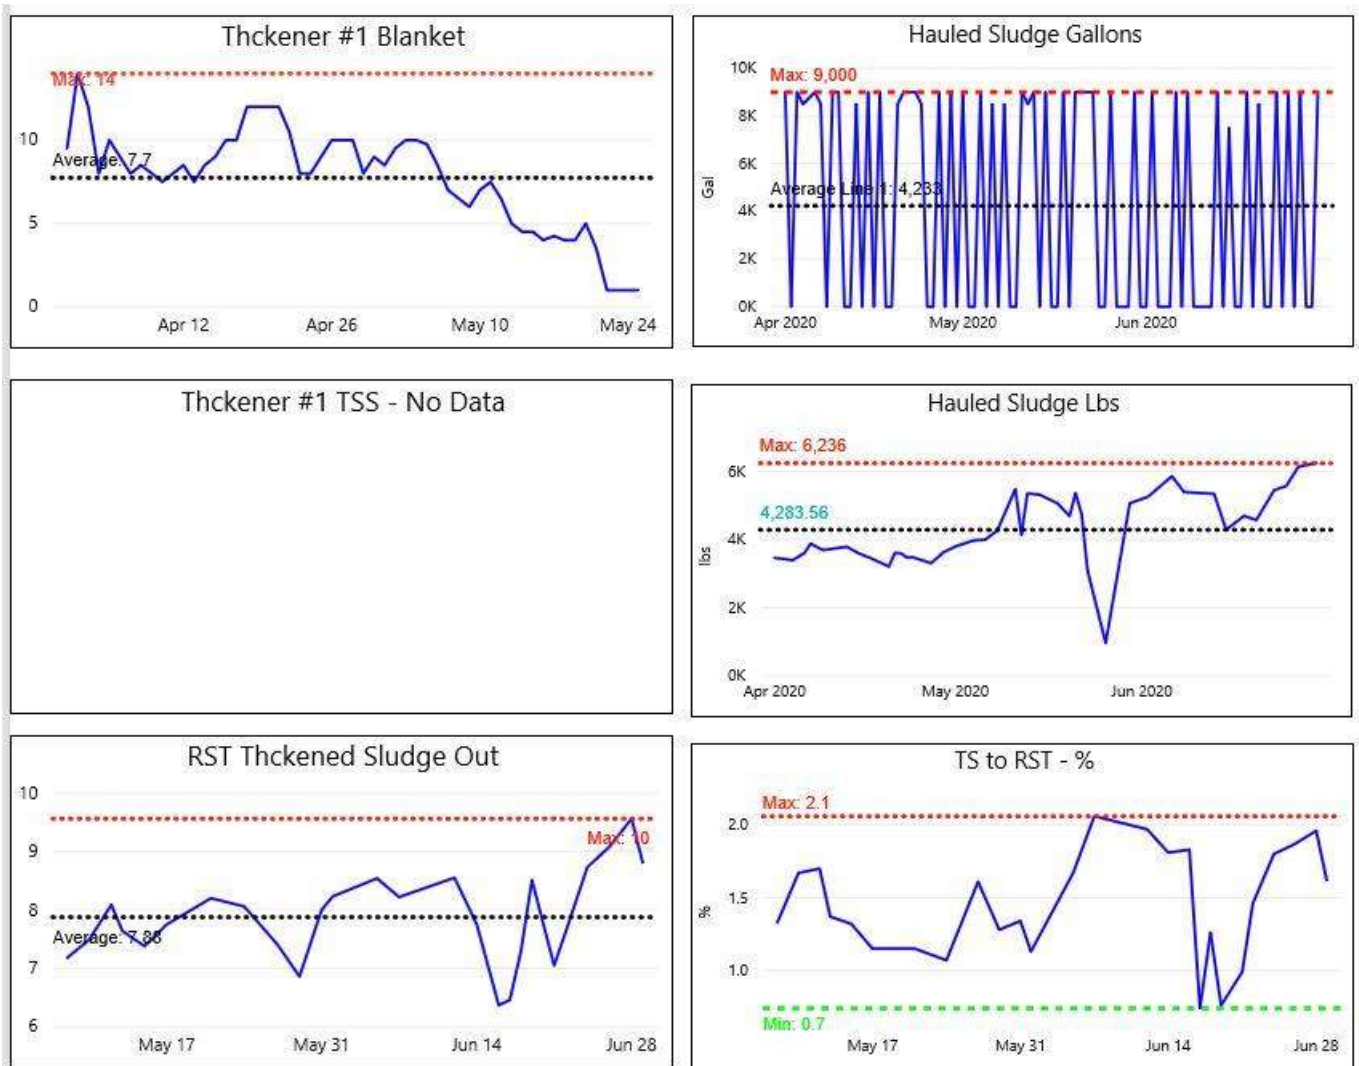 Thckener #1 Blanket
Max: 14
10
Average: 7.7
5
0
Apr 12 Apr 26 May 10 May 24
Hauled Sludge Gallons
10K
Max: 9,000
8K
6K
Gal
Average Line 1: 4,233
4K
2K
0K
Apr 2020 May 2020 Jun 2020
Thckener #1 TSS - No Data
Hauled Sludge Lbs
Max: 6,236
6K
4,283.56
4K
lbs
2K
0K
Apr 2020 May 2020 Jun 2020
RST Thckened Sludge Out
10
Max: 10
9
8
Average: 7.88
7
6
May 17 May 31 Jun 14 Jun 28
TS to RST - %
Max: 2.1
2.0
1.5
%
1.0
Min: 0.7
May 17 May 31 Jun 14 Jun 28